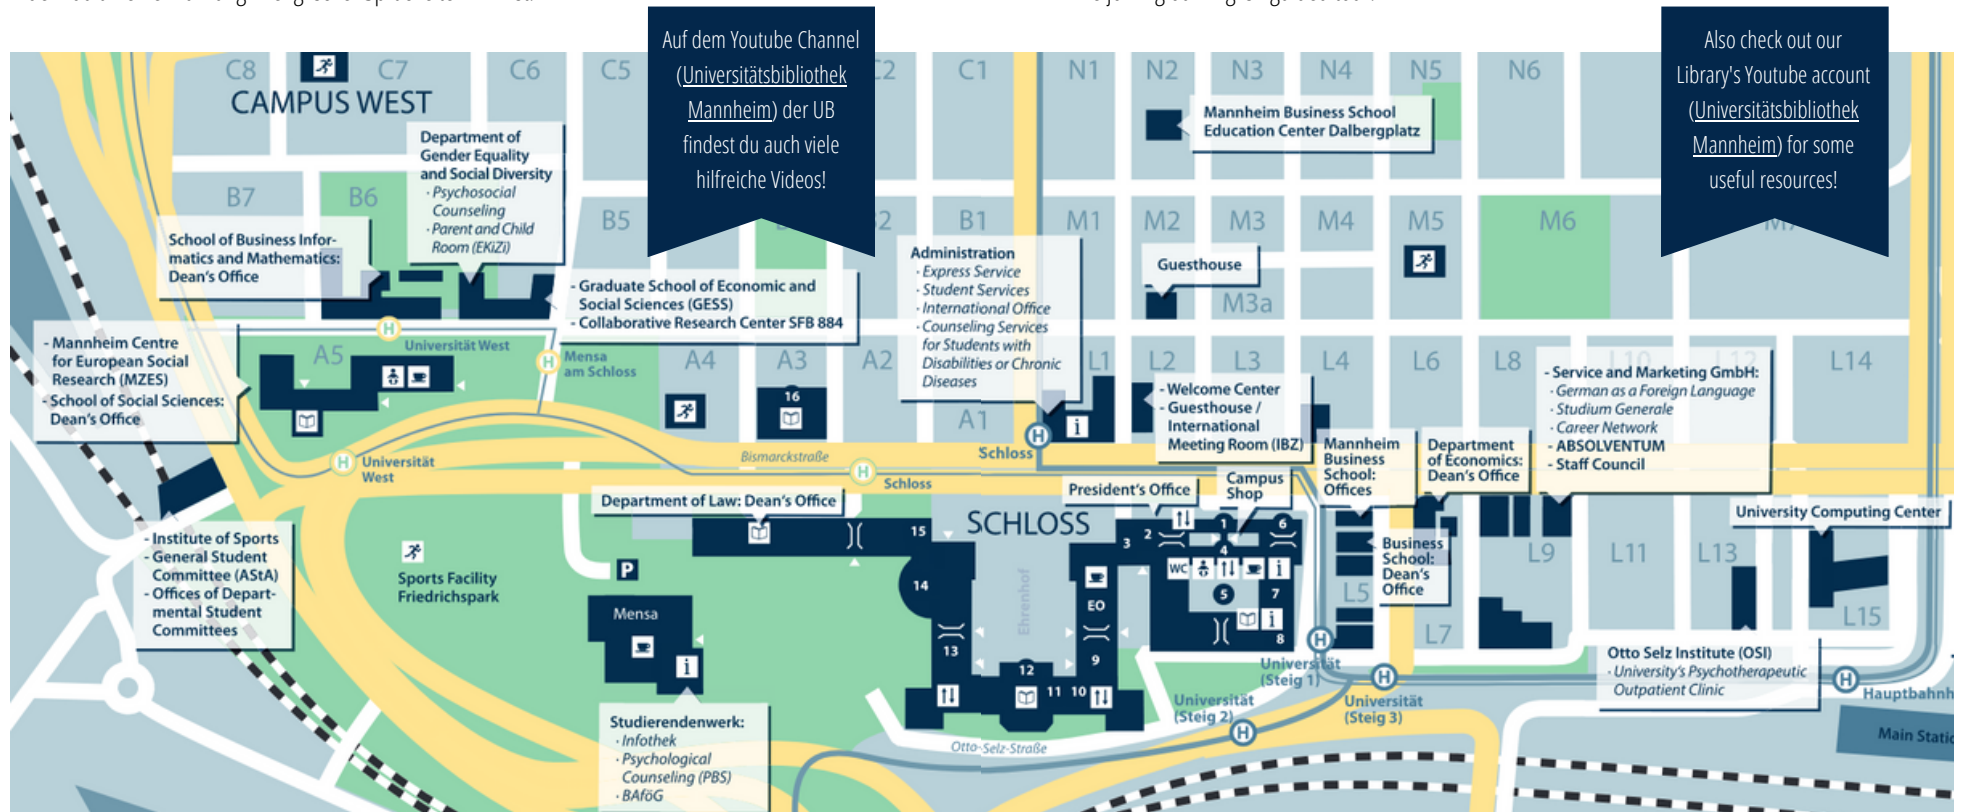 Auf dem Youtube Channel
(Universitätsbibliothek
Mannheim) der UB
findest du auch viele
hilfreiche Videos!
Also check out our
Library's Youtube account
(Universitätsbibliothek
Mannheim) for some
useful resources!
C8
C7
C6
C5
C2
C1
N1
N2
N3
N4
N5
N6
CAMPUS WEST
Mannheim Business School
Education Center Dalbergplatz
Department of
Gender Equality
and Social Diversity
· Psychosocial
Counseling
· Parent and Child
Room (EKiZi)
B7
B6
B5
B2
B1
M1
M2
M3
M4
M5
M6
School of Business Infor-
matics and Mathematics:
Dean's Office
Administration
· Express Service
· Student Services
· International Office
· Counseling Services
for Students with
Disabilities or Chronic
Diseases
Guesthouse
M3a
- Graduate School of Economic and
Social Sciences (GESS)
- Collaborative Research Center SFB 884
H
Universität West
H
Mensa
am Schloss
- Mannheim Centre
for European Social
Research (MZES)
- School of Social Sciences:
Dean's Office
A5
A4
A3
A2
A1
L1
L2
L3
L4
L6
L8
L10
L12
L14
16
i
- Welcome Center
- Guesthouse /
International
Meeting Room (IBZ)
- Service and Marketing GmbH:
· German as a Foreign Language
· Studium Generale
· Career Network
- ABSOLVENTUM
- Staff Council
Mannheim
Business
School:
Offices
Department
of Economics:
Dean's Office
H
Schloss
Bismarckstraße
H
Universität
West
H
Schloss
Department of Law: Dean's Office
President's Office
Campus
Shop
University Computing Center
SCHLOSS
- Institute of Sports
- General Student
Committee (AStA)
- Offices of Depart-
mental Student
Committees
Sports Facility
Friedrichspark
P
Mensa
i
15
14
13
12
11
10
9
EO
Ehrenhof
3
2
1
6
4
WC
i
5
7
i
8
Business
School:
Dean's
Office
L5
L7
L9
L11
L13
L15
H
Universität
(Steig 1)
Universität
(Steig 2)
H
H
Universität
(Steig 3)
Otto Selz Institute (OSI)
· University's Psychotherapeutic
Outpatient Clinic
H
Hauptbahnh
Main Static
Studierendenwerk:
· Infothek
· Psychological
Counseling (PBS)
· BAföG
Otto-Selz-Straße